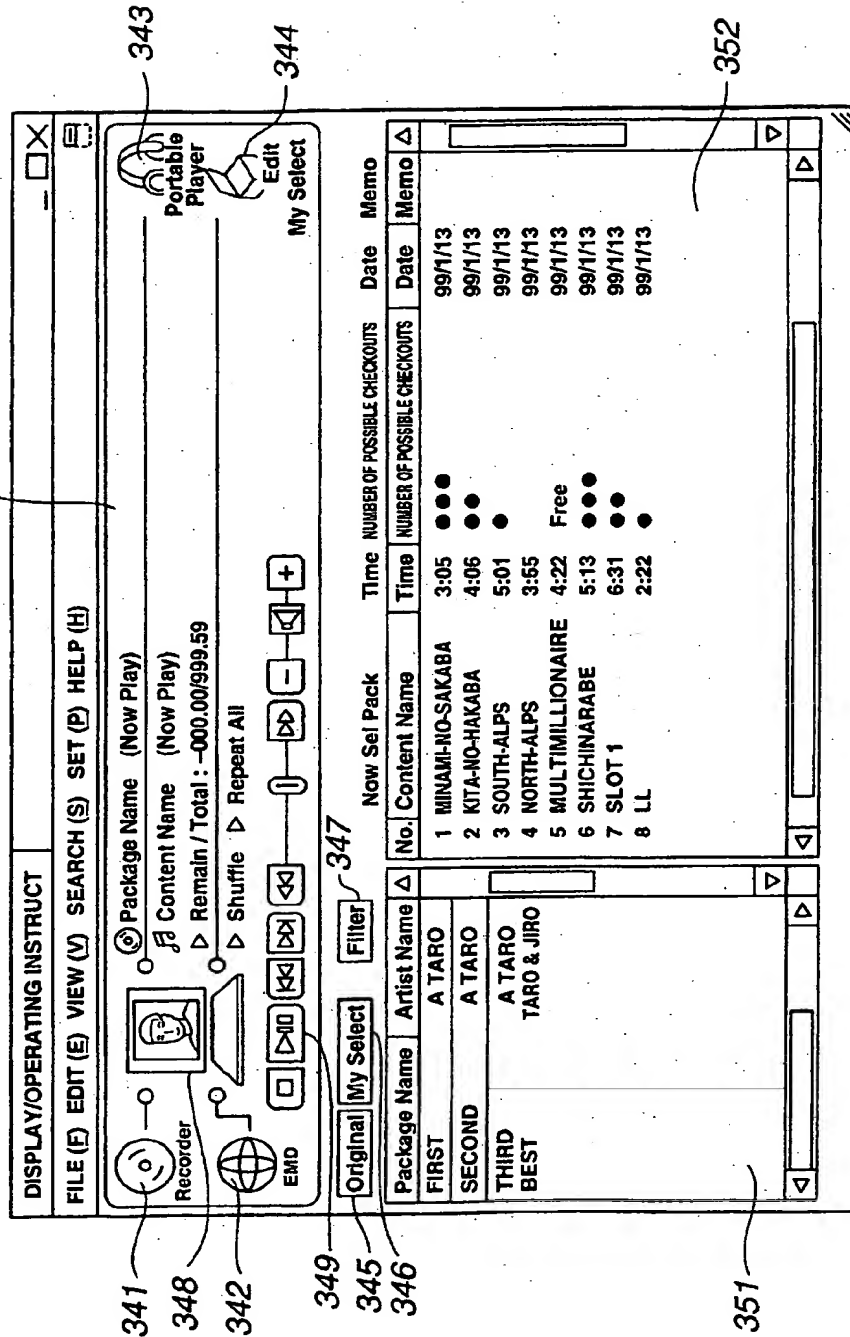 DISPLAY/OPERATING INSTRUCT
FILE (F) EDIT (E) VIEW (V) SEARCH (S) SET (P) HELP (H)
341
348
342
349
345
346
347
343
344
351
352
Recorder
EMD
Package Name (Now Play)
Content Name (Now Play)
Remain / Total : -000.00/999.59
Shuffle Repeat All
- +
Portable
Player
Edit
My Select
Original My Select Filter
Now Sel Pack Time NUMBER OF POSSIBLE CHECKOUTS Date Memo
Package Name Artist Name
FIRST A TARO
SECOND A TARO
THIRD A TARO
BEST TARO & JIRO
No. Content Name Time NUMBER OF POSSIBLE CHECKOUTS Date Memo
1 MINAMI-NO-SAKABA 3:05 ●●● 99/1/13
2 KITA-NO-HAKABA 4:06 ●● 99/1/13
3 SOUTH-ALPS 5:01 ● 99/1/13
4 NORTH-ALPS 3:55 99/1/13
5 MULTIMILLIONAIRE 4:22 Free 99/1/13
6 SHICHINARABE 5:13 ●●● 99/1/13
7 SLOT 1 6:31 ●● 99/1/13
8 LL 2:22 ● 99/1/13